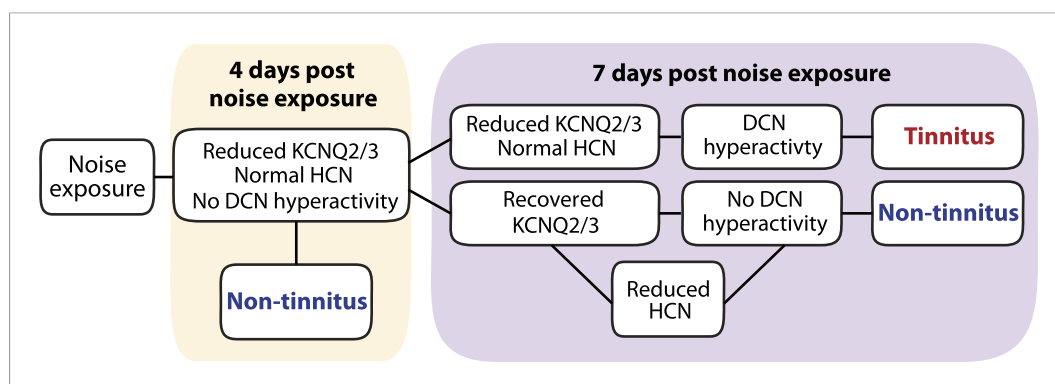 4 days post
noise exposure
7 days post noise exposure
Noise
exposure
Reduced KCNQ2/3
Normal HCN
No DCN hyperactivity
Non-tinnitus
Reduced KCNQ2/3
Normal HCN
DCN
hyperactivty
Tinnitus
Recovered
KCNQ2/3
No DCN
hyperactivity
Non-tinnitus
Reduced
HCN